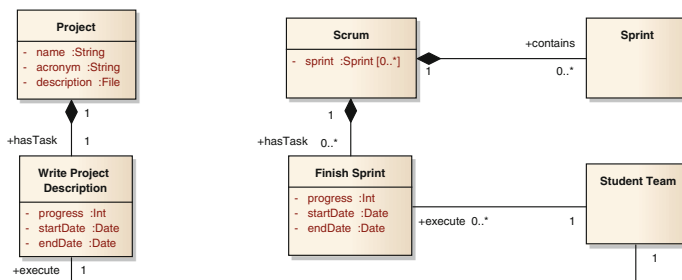 Project
- name :String
- acronym :String
- description :File
1
+hasTask 1
Write Project
Description
- progress :Int
- startDate :Date
- endDate :Date
+execute 1
Scrum
- sprint :Sprint [0..*]
1
+contains
0..*
Sprint
1
+hasTask 0..*
Finish Sprint
- progress :Int
- startDate :Date
- endDate :Date
+execute 0..*
1
Student Team
1